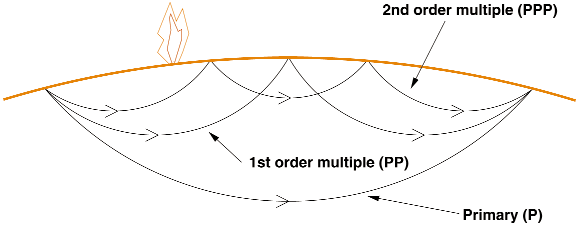 2nd order multiple (PPP)
1st order multiple (PP)
Primary (P)